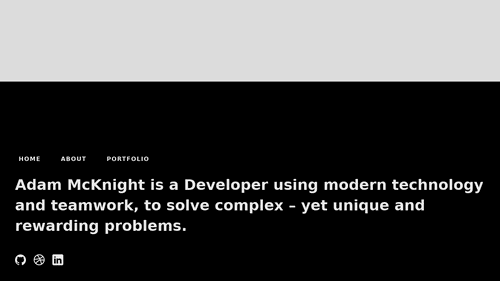 HOME ABOUT PORTFOLIO
Adam McKnight is a Developer using modern technology
and teamwork, to solve complex – yet unique and
rewarding problems.